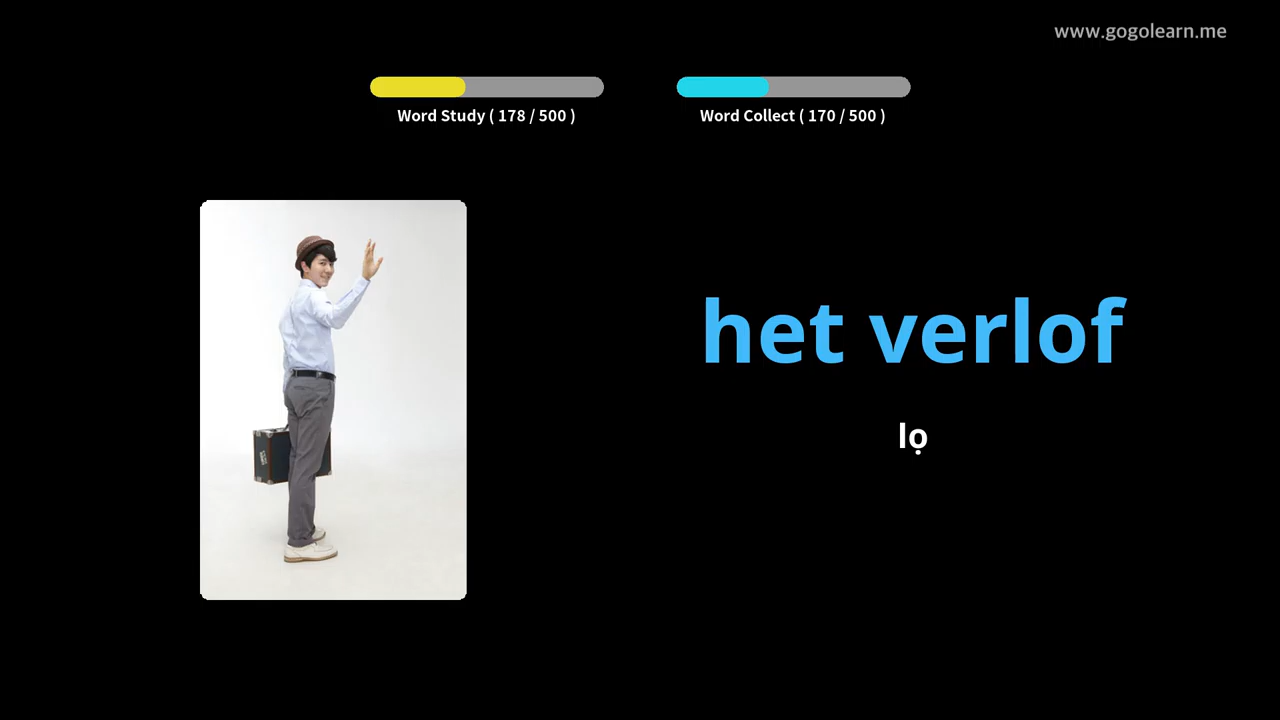 www.gogolearn.me
Word Study ( 178 / 500 )
Word Collect ( 170 / 500 )
het verlof
lọ